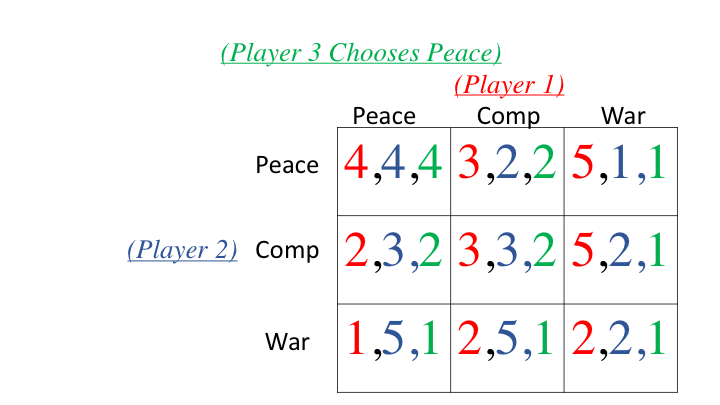 (Player 3 Chooses Peace)
(Player 1)
Peace Comp War
Peace 4,4,4 3,2,2 5,1,1
(Player 2) Comp 2,3,2 3,3,2 5,2,1
War 1,5,1 2,5,1 2,2,1